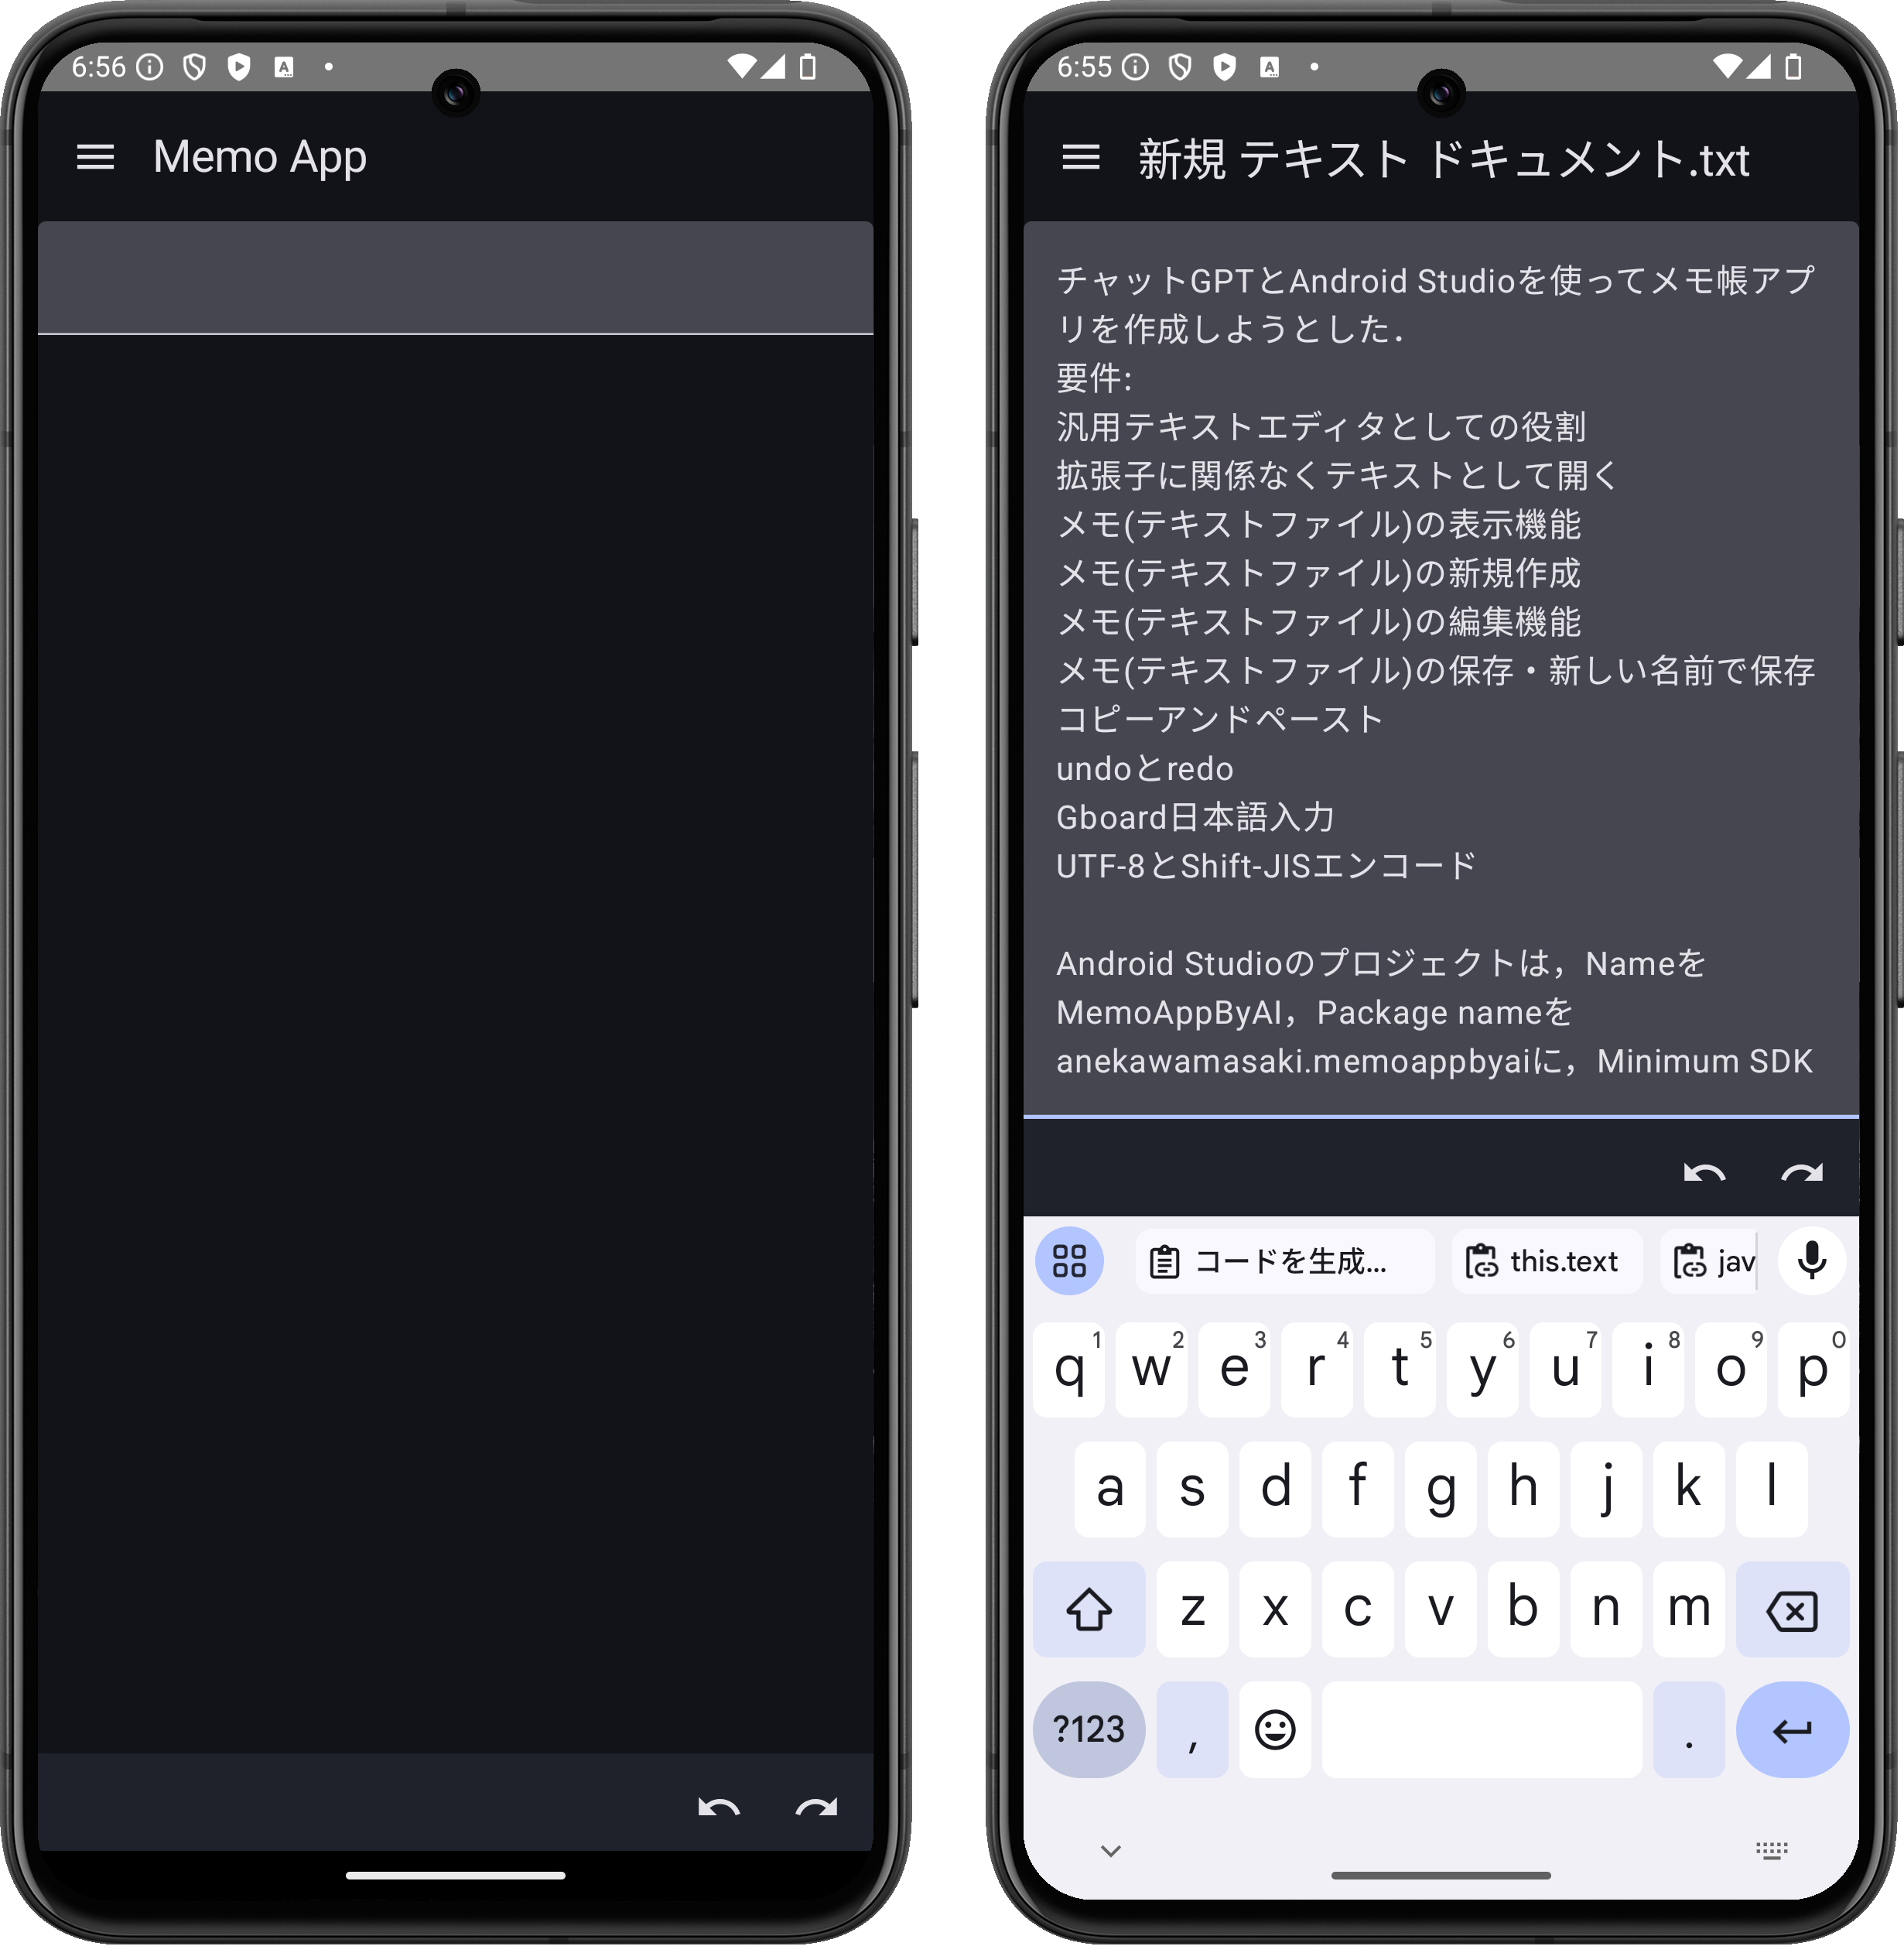 6:56
Memo App
6:55
新規 テキスト ドキュメント.txt
チャットGPTとAndroid Studioを使ってメモ帳アプ
リを作成しようとした．
要件:
汎用テキストエディタとしての役割
拡張子に関係なくテキストとして開く
メモ(テキストファイル)の表示機能
メモ(テキストファイル)の新規作成
メモ(テキストファイル)の編集機能
メモ(テキストファイル)の保存・新しい名前で保存
コピーアンドペースト
undoとredo
Gboard日本語入力
UTF-8とShift-JISエンコード
Android Studioのプロジェクトは，Nameを
MemoAppByAI，Package nameを
anekawamasaki.memoappbyaiに，Minimum SDK
コードを生成... this.text jav
q1 w2 e3 r4 t5 y6 u7 i8 o9 p0
a s d f g h j k l
z x c v b n m
?123 , .